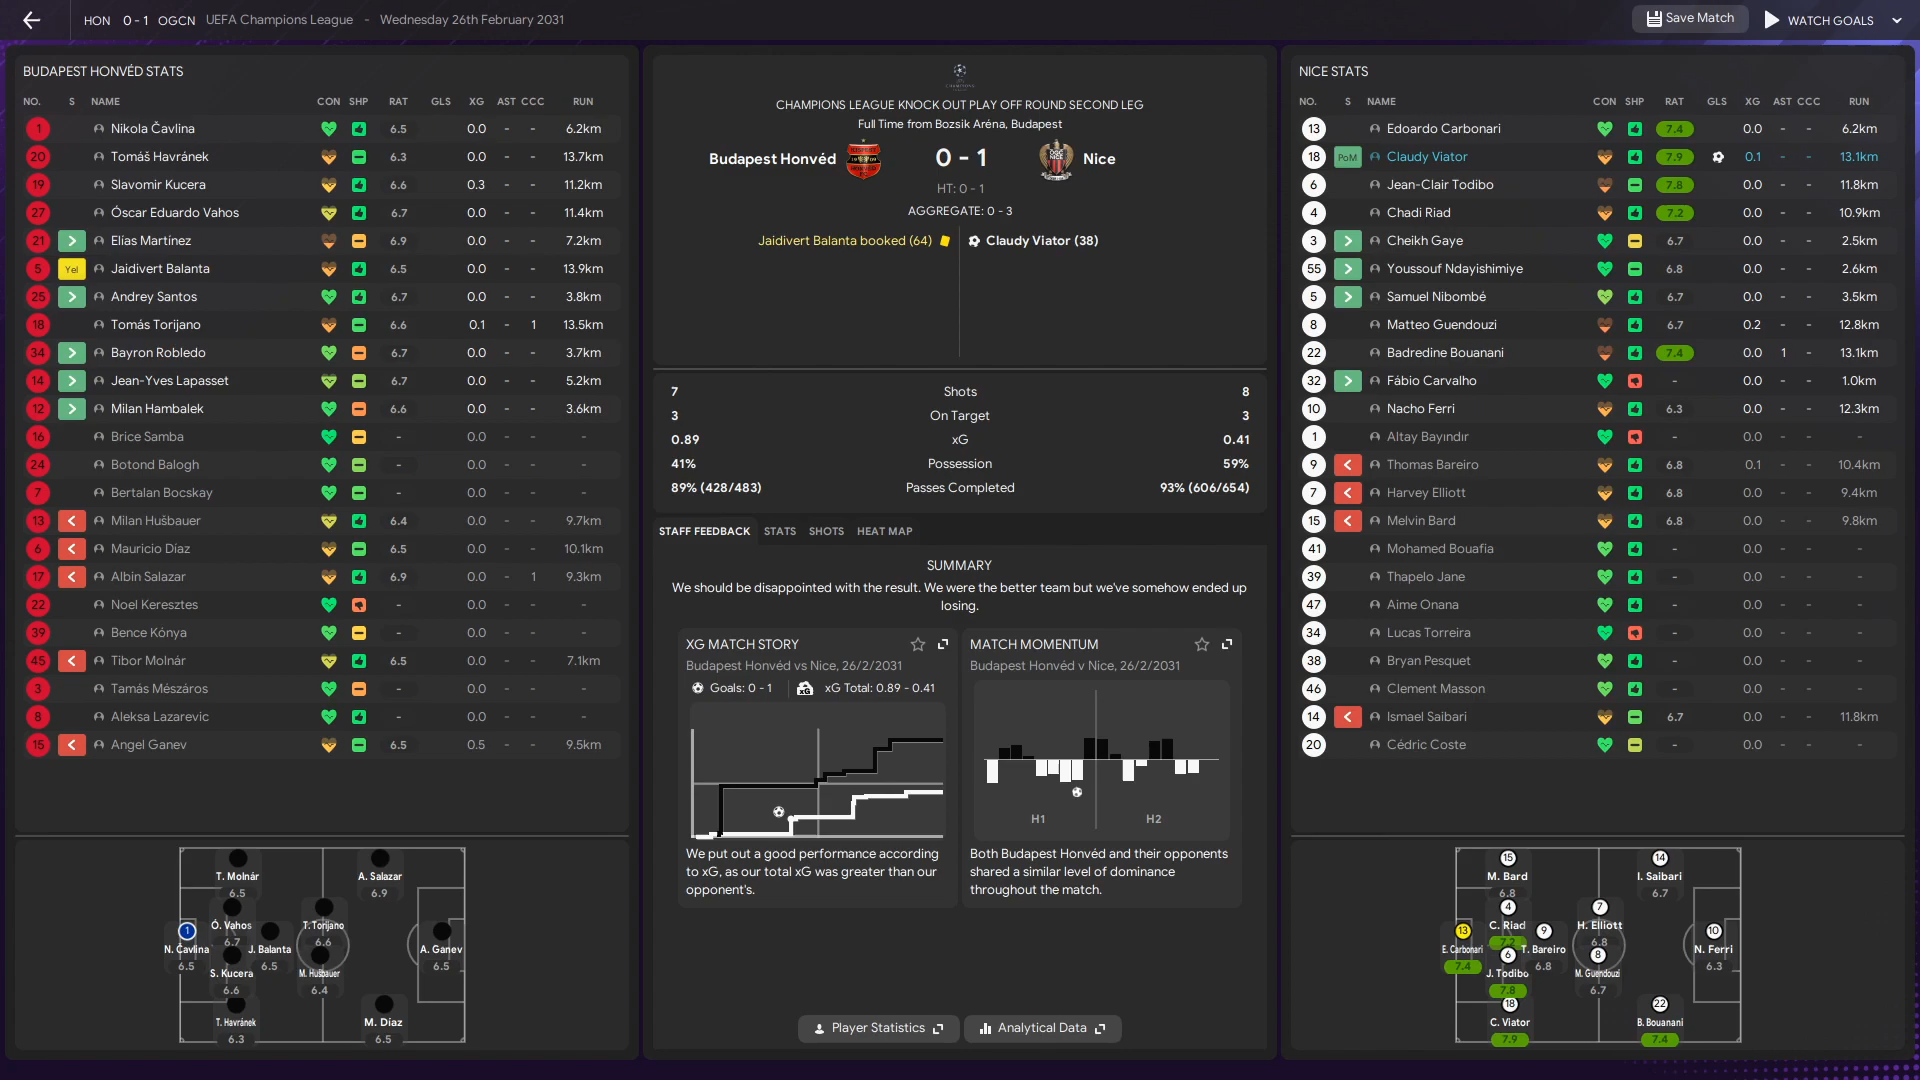 HON 0 - 1 OGCN UEFA Champions League - Wednesday 26th February 2031
Save Match
WATCH GOALS
BUDAPEST HONVÉD STATS
NO. S NAME CON SHP RAT GLS XG AST CCC RUN
1 Nikola Čavlina 6.5 0.0 - - 6.2km
20 Tomáš Havránek 6.3 0.0 - - 13.7km
19 Slavomir Kucera 6.6 0.3 - - 11.2km
27 Óscar Eduardo Vahos 6.7 0.0 - - 11.4km
21 Elías Martínez 6.9 0.0 - - 7.2km
5 Yel Jaidivert Balanta 6.5 0.0 - - 13.9km
25 Andrey Santos 6.7 0.0 - - 3.8km
18 Tomás Torijano 6.6 0.1 - 1 13.5km
34 Bayron Robledo 6.7 0.0 - - 3.7km
14 Jean-Yves Lapasset 6.7 0.0 - - 5.2km
12 Milan Hambalek 6.6 0.0 - - 3.6km
16 Brice Samba - 0.0 - - -
24 Botond Balogh - 0.0 - - -
7 Bertalan Bocskay - 0.0 - - -
13 Milan Hušbauer 6.4 0.0 - - 9.7km
6 Mauricio Díaz 6.5 0.0 - - 10.1km
17 Albin Salazar 6.9 0.0 - 1 9.3km
22 Noel Keresztes - 0.0 - - -
39 Bence Kónya - 0.0 - - -
45 Tibor Molnár 6.5 0.0 - - 7.1km
3 Tamás Mészáros - 0.0 - - -
8 Aleksa Lazarevic - 0.0 - - -
15 Angel Ganev 6.5 0.5 - - 9.5km
T. Molnár
6.5
A. Salazar
6.9
Ó. Vahos
6.7
T. Torijano
6.6
1
N. Čavlina
6.5
J. Balanta
6.5
A. Ganev
6.5
S. Kucera
6.6
M. Hušbauer
6.4
T. Havránek
6.3
M. Díaz
6.5
CHAMPIONS LEAGUE KNOCK OUT PLAY OFF ROUND SECOND LEG
Full Time from Bozsik Aréna, Budapest
Budapest Honvéd 0 - 1 Nice
HT: 0 - 1
AGGREGATE: 0 - 3
Jaidivert Balanta booked (64)
Claudy Viator (38)
7 Shots 8
3 On Target 3
0.89 xG 0.41
41% Possession 59%
89% (428/483) Passes Completed 93% (606/654)
STAFF FEEDBACK STATS SHOTS HEAT MAP
SUMMARY
We should be disappointed with the result. We were the better team but we've somehow ended up
losing.
XG MATCH STORY
Budapest Honvéd vs Nice, 26/2/2031
Goals: 0 - 1 xG xG Total: 0.89 - 0.41
We put out a good performance according
to xG, as our total xG was greater than our
opponent's.
MATCH MOMENTUM
Budapest Honvéd v Nice, 26/2/2031
H1 H2
Both Budapest Honvéd and their opponents
shared a similar level of dominance
throughout the match.
Player Statistics
Analytical Data
NICE STATS
NO. S NAME CON SHP RAT GLS XG AST CCC RUN
13 Edoardo Carbonari 7.4 0.0 - - 6.2km
18 PoM Claudy Viator 7.9 0.1 - - 13.1km
6 Jean-Clair Todibo 7.8 0.0 - - 11.8km
4 Chadi Riad 7.2 0.0 - - 10.9km
3 Cheikh Gaye 6.7 0.0 - - 2.5km
55 Youssouf Ndayishimiye 6.8 0.0 - - 2.6km
5 Samuel Nibombé 6.7 0.0 - - 3.5km
8 Matteo Guendouzi 6.7 0.2 - - 12.8km
22 Badredine Bouanani 7.4 0.0 1 - 13.1km
32 Fábio Carvalho - 0.0 - - 1.0km
10 Nacho Ferri 6.3 0.0 - - 12.3km
1 Altay Bayındır - 0.0 - - -
9 Thomas Bareiro 6.8 0.1 - - 10.4km
7 Harvey Elliott 6.8 0.0 - - 9.4km
15 Melvin Bard 6.8 0.0 - - 9.8km
41 Mohamed Bouafia - 0.0 - - -
39 Thapelo Jane - 0.0 - - -
47 Aime Onana - 0.0 - - -
34 Lucas Torreira - 0.0 - - -
38 Bryan Pesquet - 0.0 - - -
46 Clement Masson - 0.0 - - -
14 Ismael Saibari 6.7 0.0 - - 11.8km
20 Cédric Coste - 0.0 - - -
15
M. Bard
6.8
14
I. Saibari
6.7
4
C. Riad
7.2
7
H. Elliott
6.8
13
E. Carbonari
7.4
9
T. Bareiro
6.8
10
N. Ferri
6.3
6
J. Todibo
7.8
8
M. Guendouzi
6.7
18
C. Viator
7.9
22
B. Bouanani
7.4